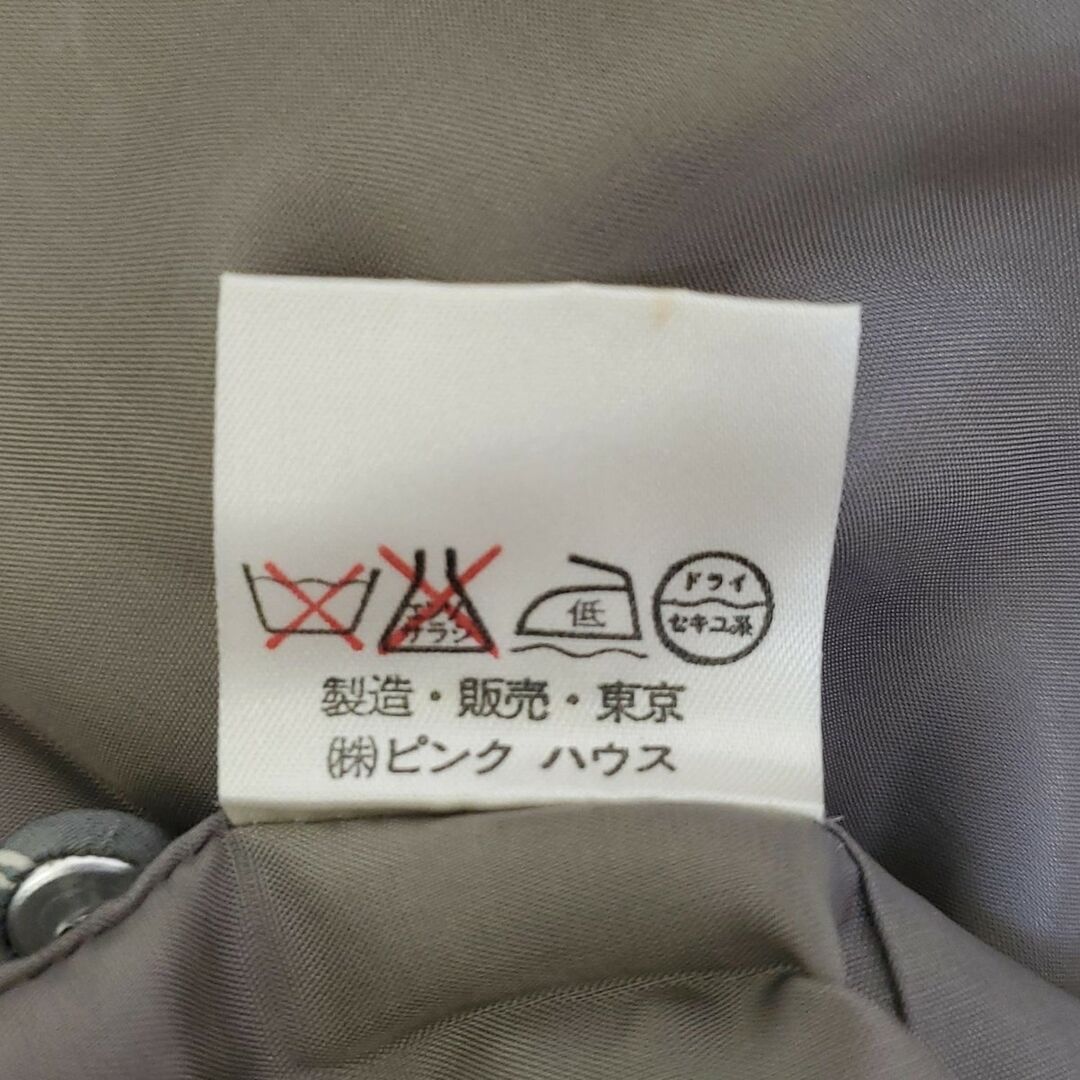 エンソ
サラシ
低
ドライ
セキユ系
製造・販売・東京
㈱ピンク ハウス